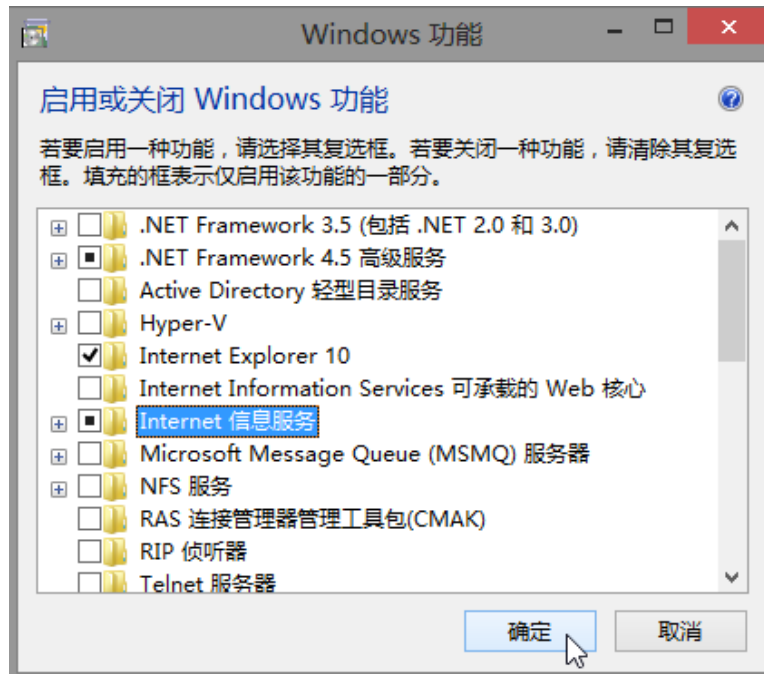 Windows 功能
启用或关闭 Windows 功能
若要启用一种功能，请选择其复选框。若要关闭一种功能，请清除其复选
框。填充的框表示仅启用该功能的一部分。
.NET Framework 3.5 (包括 .NET 2.0 和 3.0)
.NET Framework 4.5 高级服务
Active Directory 轻型目录服务
Hyper-V
Internet Explorer 10
Internet Information Services 可承载的 Web 核心
Internet 信息服务
Microsoft Message Queue (MSMQ) 服务器
NFS 服务
RAS 连接管理器管理工具包(CMAK)
RIP 侦听器
Telnet 服务器
确定 取消